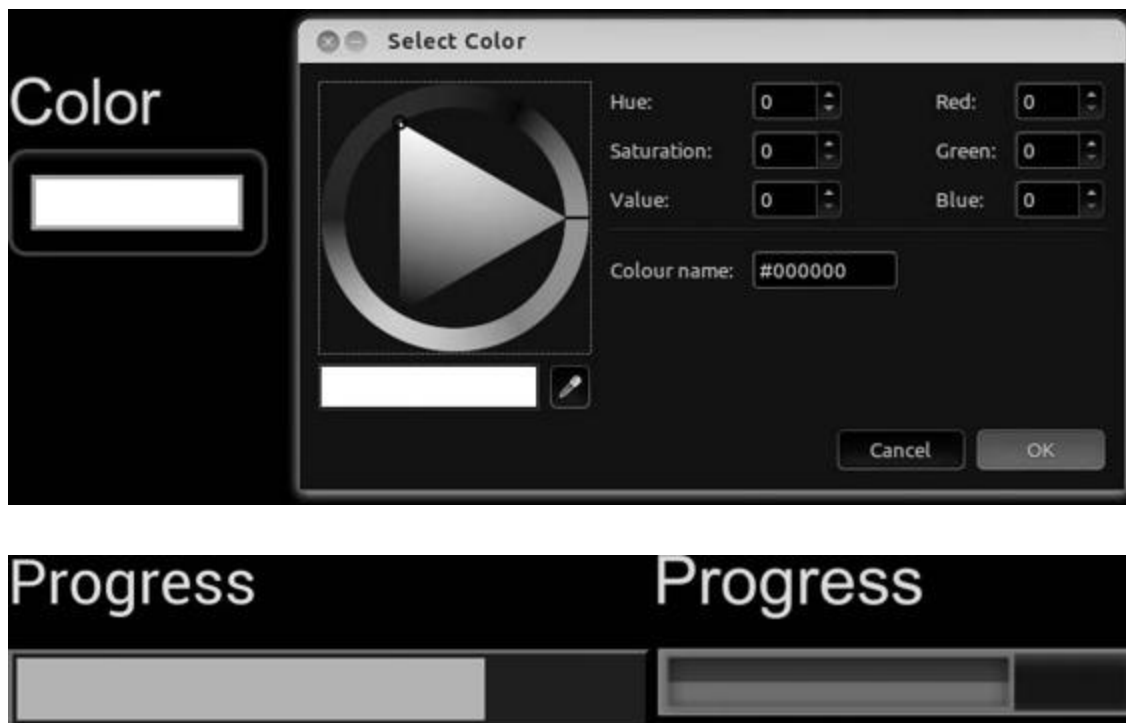 Select Color
Color
Hue: 0 Red: 0
Saturation: 0 Green: 0
Value: 0 Blue: 0
Colour name: #000000
Cancel OK
Progress Progress